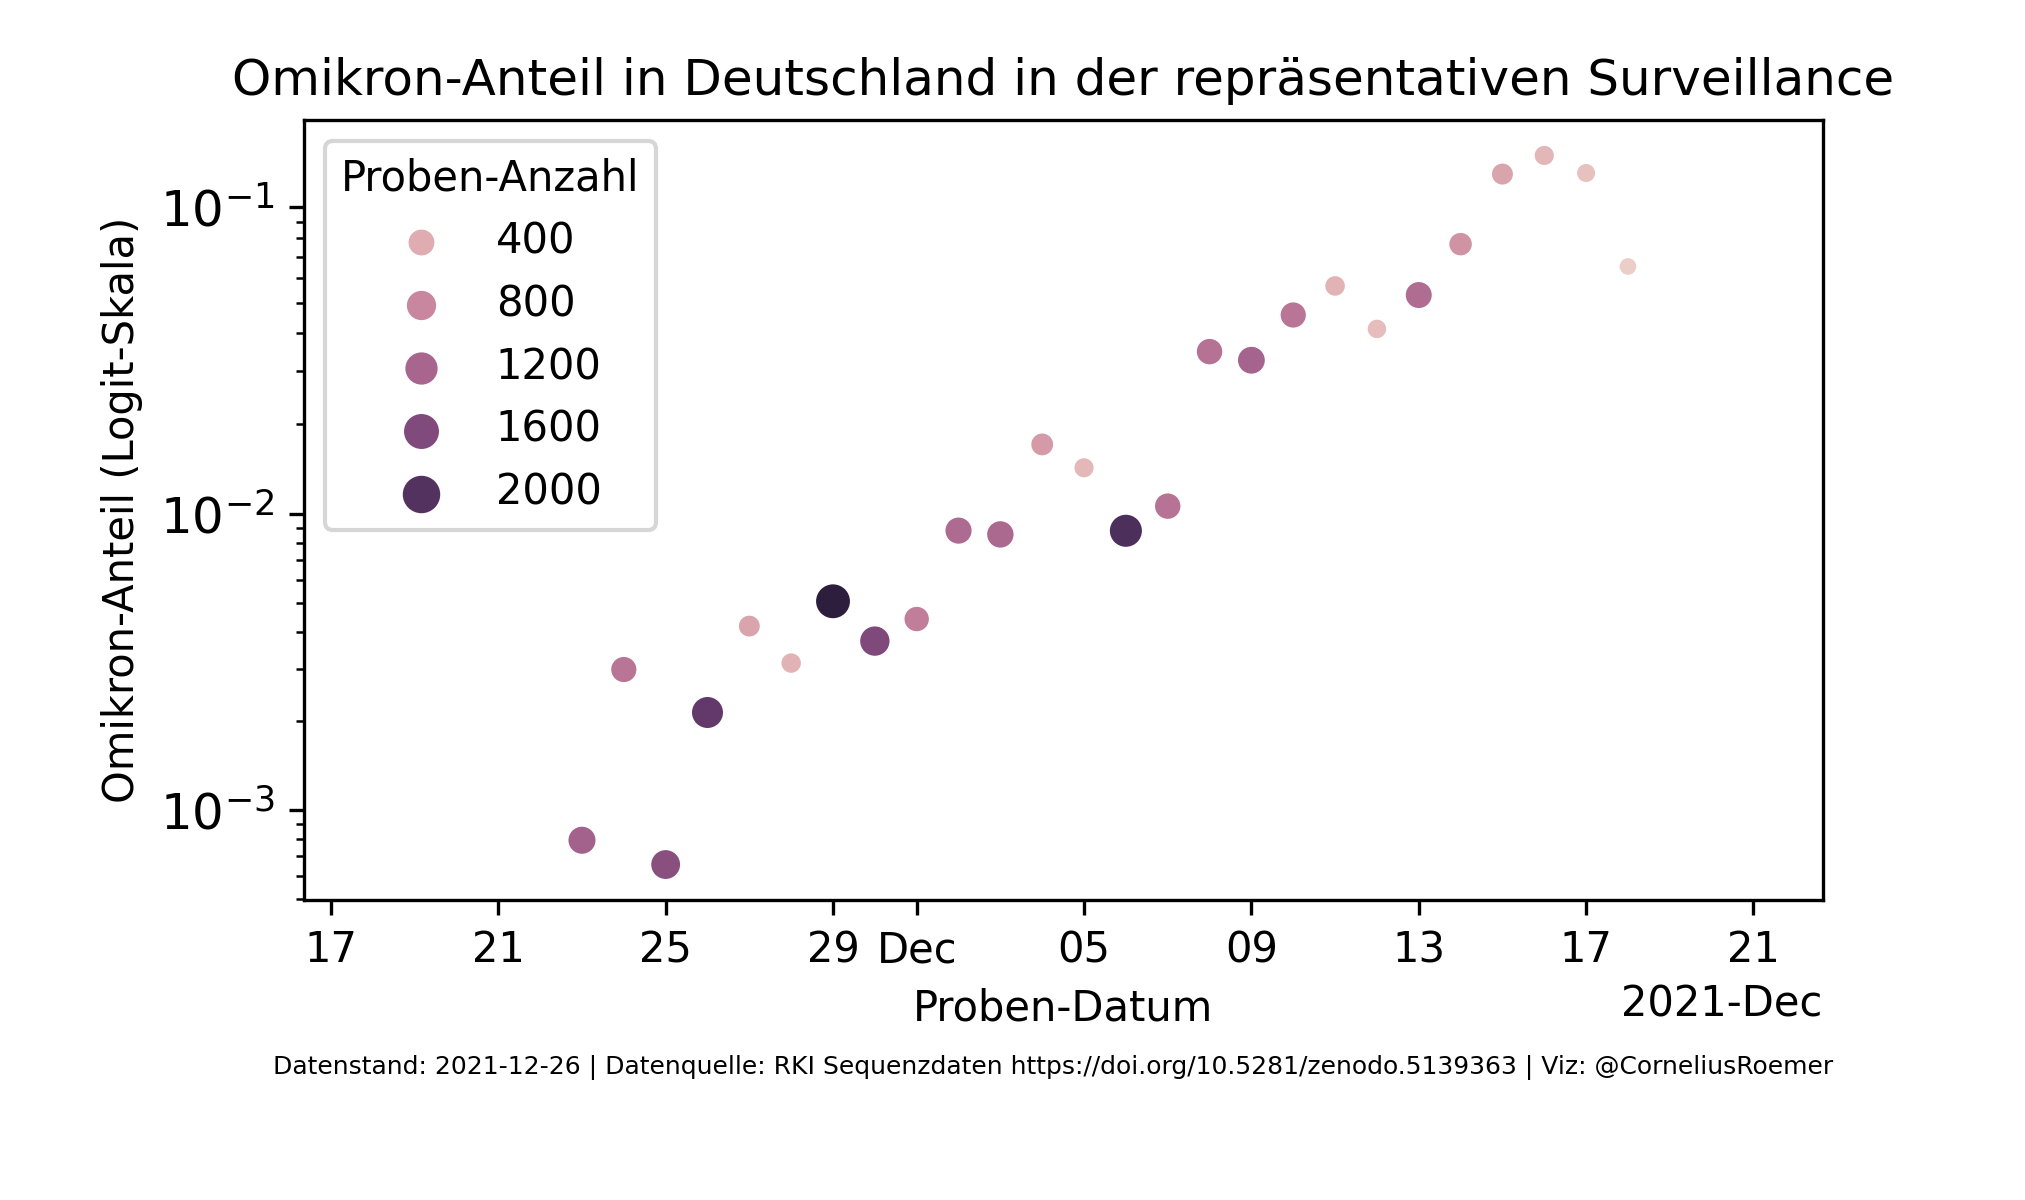 Omikron-Anteil in Deutschland in der repräsentativen Surveillance
Proben-Anzahl
400
800
1200
1600
2000
10⁻¹
10⁻²
10⁻³
Omikron-Anteil (Logit-Skala)
17 21 25 29 Dec 05 09 13 17 21
Proben-Datum
2021-Dec
Datenstand: 2021-12-26 | Datenquelle: RKI Sequenzdaten https://doi.org/10.5281/zenodo.5139363 | Viz: @CorneliusRoemer